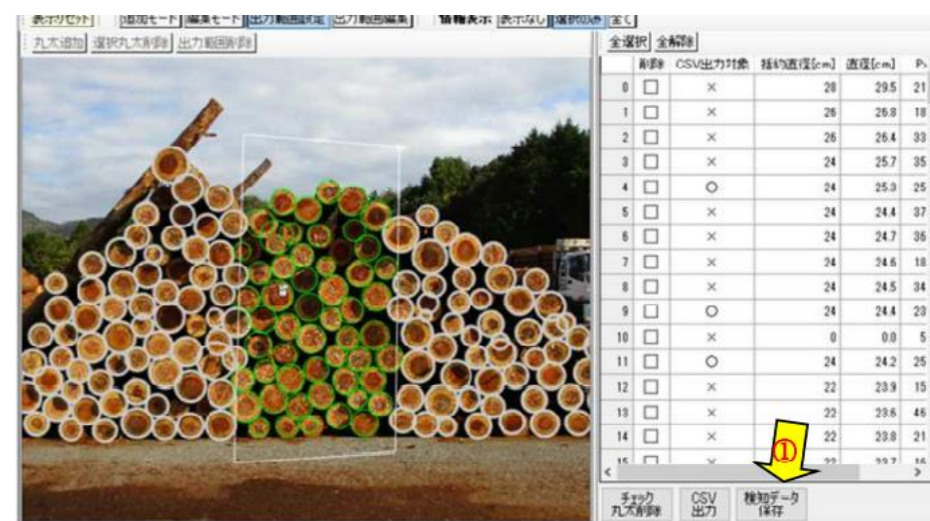 表示リセット 追加モード 編集モード 出力範囲設定 出力範囲編集 情報表示 表示なし 選択のみ 全て
丸太追加 選択丸太削除 出力範囲削除 全選択 全解除
削除 CSV出力対象 括約直径[cm] 直径[cm]
0 × 28 29.5 21
1 × 26 26.8 18
2 × 26 26.4 33
3 × 24 25.7 35
4 ○ 24 25.3 25
5 × 24 24.4 37
6 × 24 24.7 36
7 × 24 24.6 18
8 × 24 24.5 34
9 ○ 24 24.4 23
10 × 0 0.0 5
11 ○ 24 24.2 25
12 × 22 23.9 15
13 × 22 23.6 46
14 × 22 23.8 21
①
チェック
丸太削除
CSV
出力
検知データ
保存